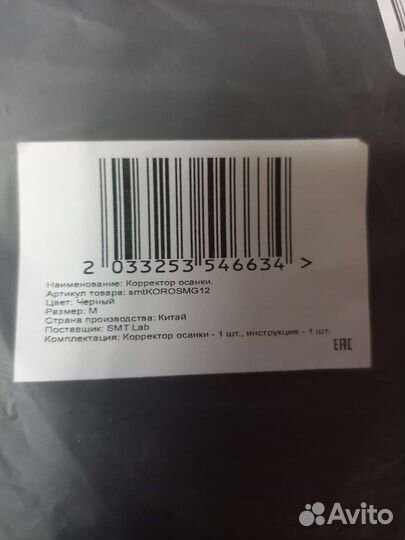 2 033253 546634 >
Наименование: Корректор осанки.
Артикул товара: smtKOROSMG12
Цвет: Черный
Размер: M
Страна производства: Китай
Поставщик: SMT Lab
Комплектация: Корректор осанки - 1 шт., инструкция - 1 шт.
EAC
Avito